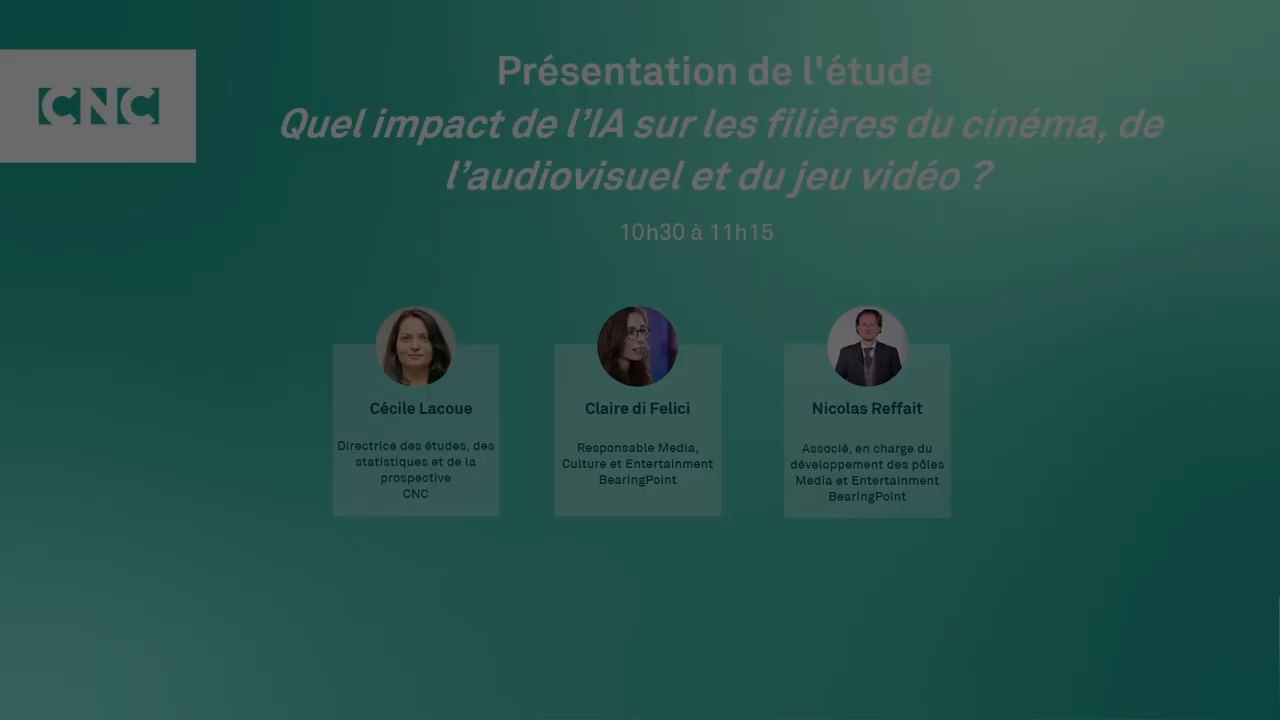 CNC
Présentation de l'étude
Quel impact de l’IA sur les filières du cinéma, de
l’audiovisuel et du jeu vidéo ?
10h30 à 11h15
Cécile Lacoue
Directrice des études, des
statistiques et de la
prospective
CNC
Claire di Felici
Responsable Media,
Culture et Entertainment
BearingPoint
Nicolas Reffait
Associé, en charge du
développement des pôles
Media et Entertainment
BearingPoint